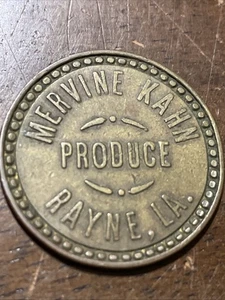 MERVINE KAHN
PRODUCE
RAYNE, LA.